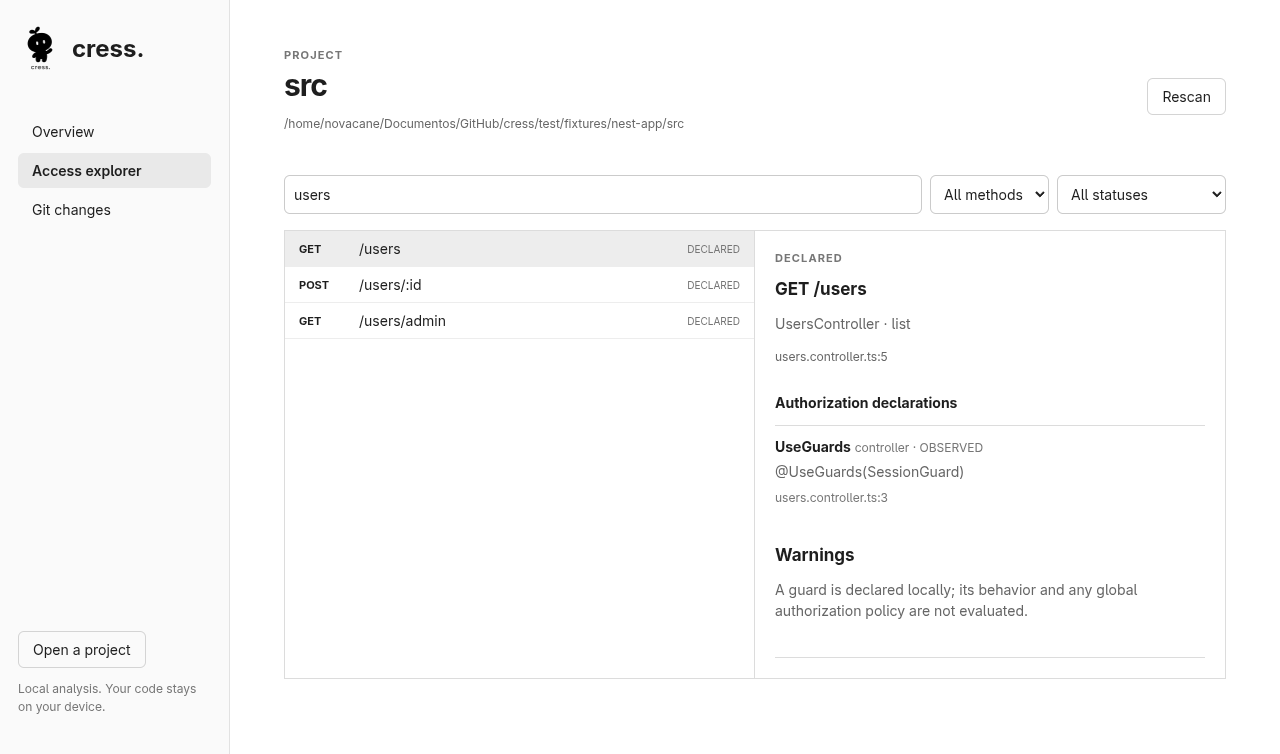 cress.
cress.
Overview
Access explorer
Git changes
Open a project
Local analysis. Your code stays
on your device.
PROJECT
src
/home/novacane/Documentos/GitHub/cress/test/fixtures/nest-app/src
Rescan
users
All methods
All statuses
GET /users DECLARED
POST /users/:id DECLARED
GET /users/admin DECLARED
DECLARED
GET /users
UsersController · list
users.controller.ts:5
Authorization declarations
UseGuards controller · OBSERVED
@UseGuards(SessionGuard)
users.controller.ts:3
Warnings
A guard is declared locally; its behavior and any global
authorization policy are not evaluated.